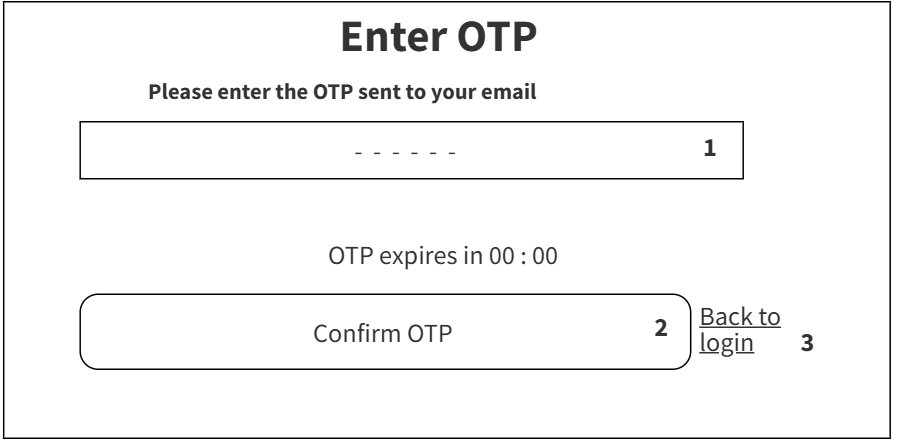 Enter OTP
Please enter the OTP sent to your email
- - - - - - 1
OTP expires in 00 : 00
Confirm OTP 2
Back to
login 3